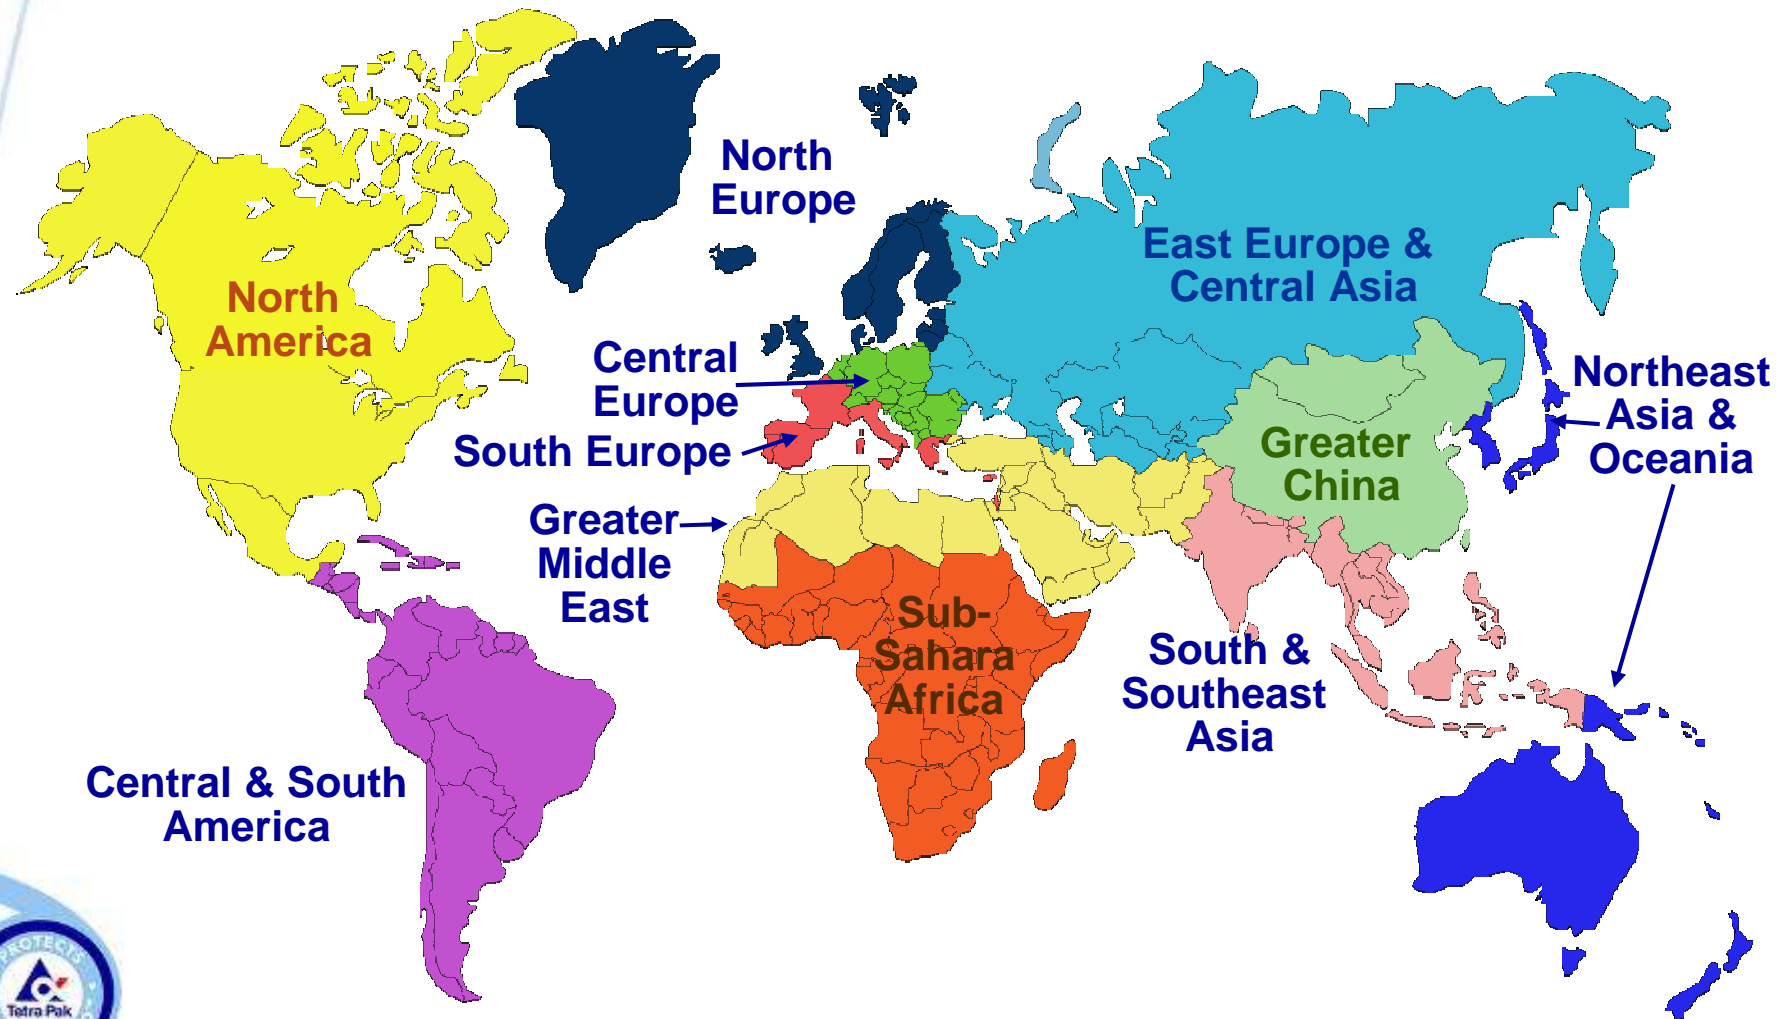 North
Europe
East Europe &
Central Asia
North
America
Central
Europe
Northeast
Asia &
Oceania
South Europe
Greater
China
Greater
Middle
East
Sub-
Sahara
Africa
South &
Southeast
Asia
Central & South
America
PROTECTS
Tetra Pak